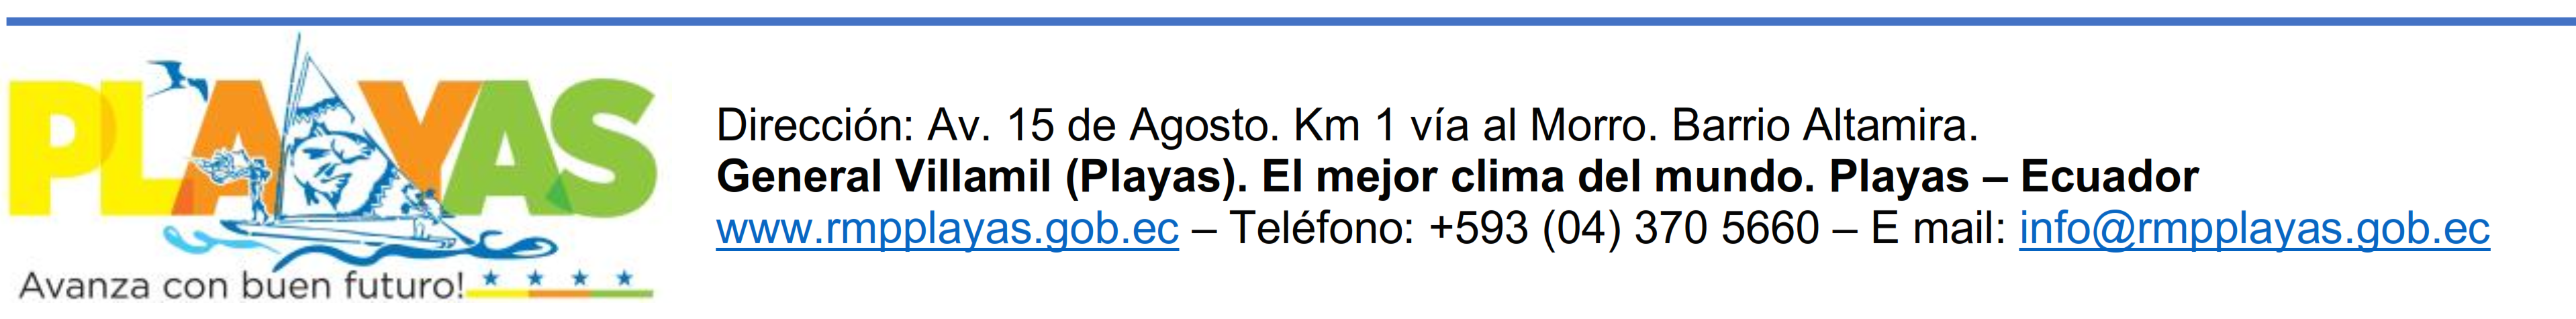 PLAYAS
Avanza con buen futuro!
Dirección: Av. 15 de Agosto. Km 1 vía al Morro. Barrio Altamira.
General Villamil (Playas). El mejor clima del mundo. Playas – Ecuador
www.rmpplayas.gob.ec – Teléfono: +593 (04) 370 5660 – E mail: info@rmpplayas.gob.ec